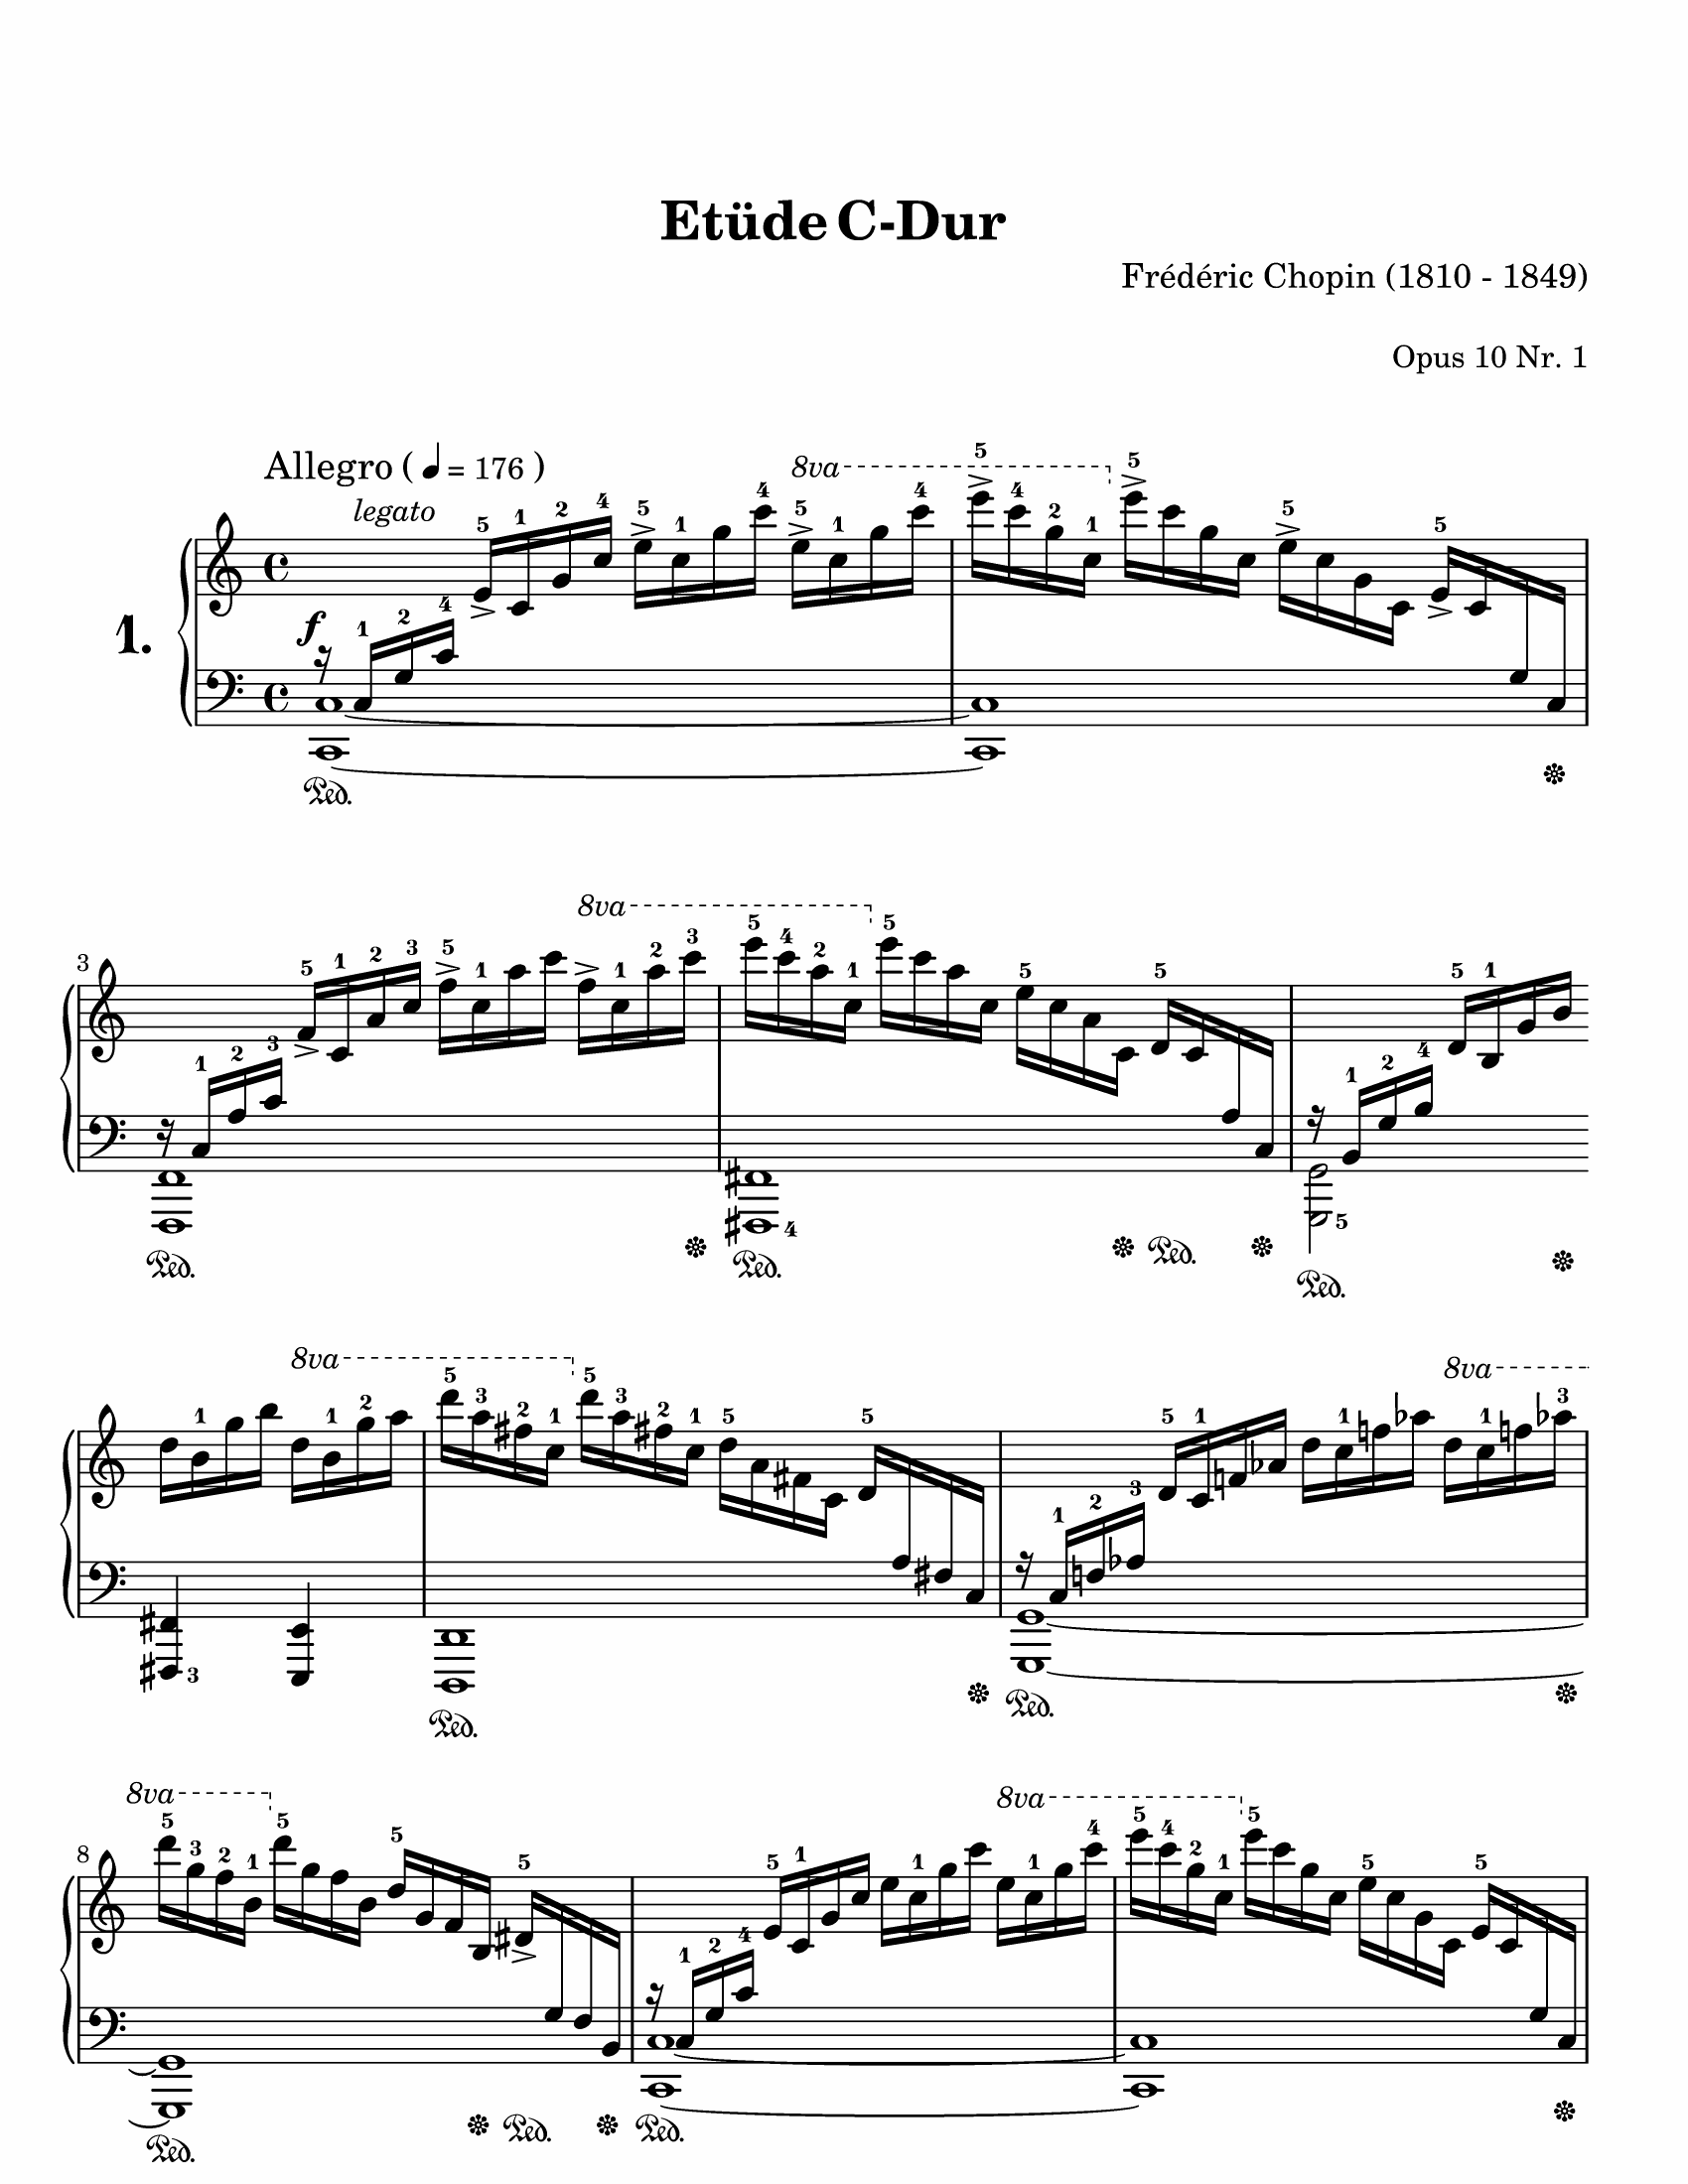 Etüde C-Dur
Frédéric Chopin (1810 - 1849)
Opus 10 Nr. 1
Allegro ( ♩ = 176 )
8va
legato
5 1 2 4 5 1 4 5 1 4 5 4 2 1 5 5 5
1.
f
1 2 4
Ped.
8va
3
5 1 2 3 5 1 1 2 3 5 4 2 1 5 5 5 5 1
1 2 3 1 2 4
4 5
Ped. Ped. Ped. Ped.
8va 8va
1 1 2 5 3 2 1 5 3 2 1 5 5 5 1 1 1 3
1 2 3
3
Ped. Ped.
8va 8va
8
5 3 2 1 5 5 5 5 1 1 1 4 5 4 2 1 5 5 5
1 2 4
Ped. Ped. Ped.